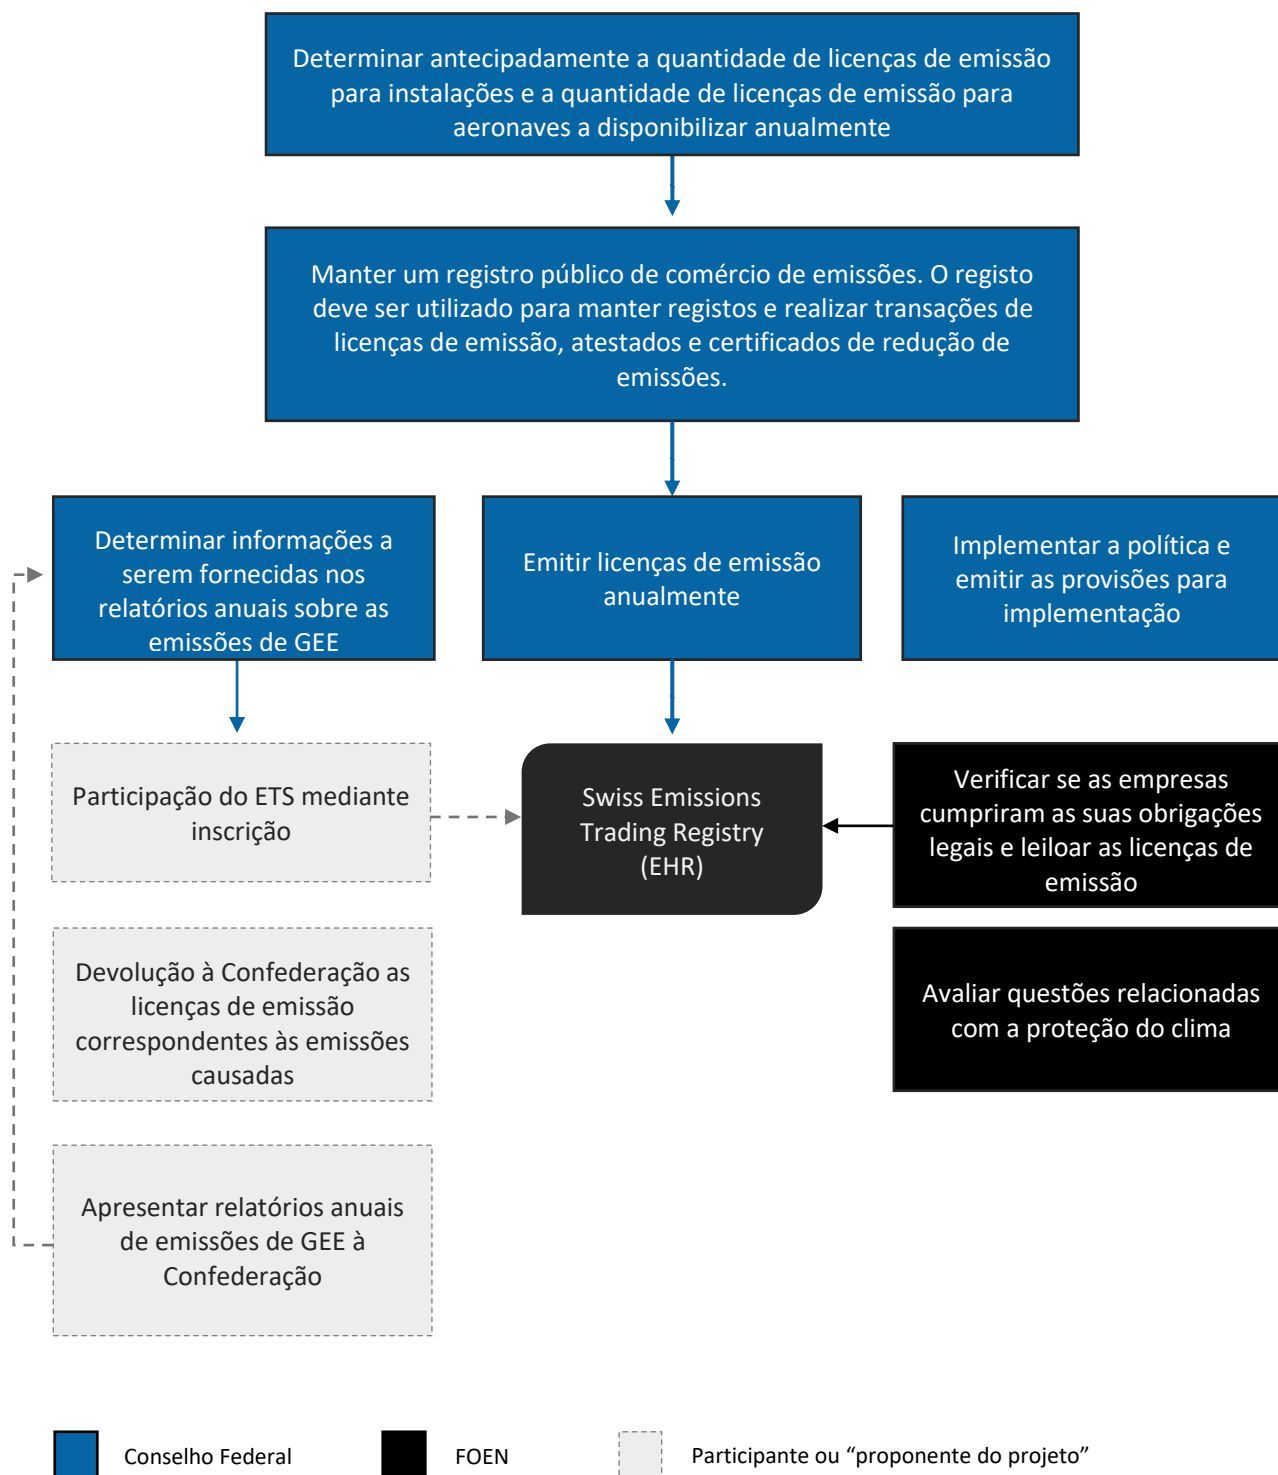 Determinar antecipadamente a quantidade de licenças de emissão
para instalações e a quantidade de licenças de emissão para
aeronaves a disponibilizar anualmente
Manter um registro público de comércio de emissões. O registo
deve ser utilizado para manter registos e realizar transações de
licenças de emissão, atestados e certificados de redução de
emissões.
Determinar informações a
serem fornecidas nos
relatórios anuais sobre as
emissões de GEE
Emitir licenças de emissão
anualmente
Implementar a política e
emitir as provisões para
implementação
Participação do ETS mediante
inscrição
Swiss Emissions
Trading Registry
(EHR)
Verificar se as empresas
cumpriram as suas obrigações
legais e leiloar as licenças de
emissão
Devolução à Confederação as
licenças de emissão
correspondentes às emissões
causadas
Avaliar questões relacionadas
com a proteção do clima
Apresentar relatórios anuais
de emissões de GEE à
Confederação
Conselho Federal
FOEN
Participante ou “proponente do projeto”